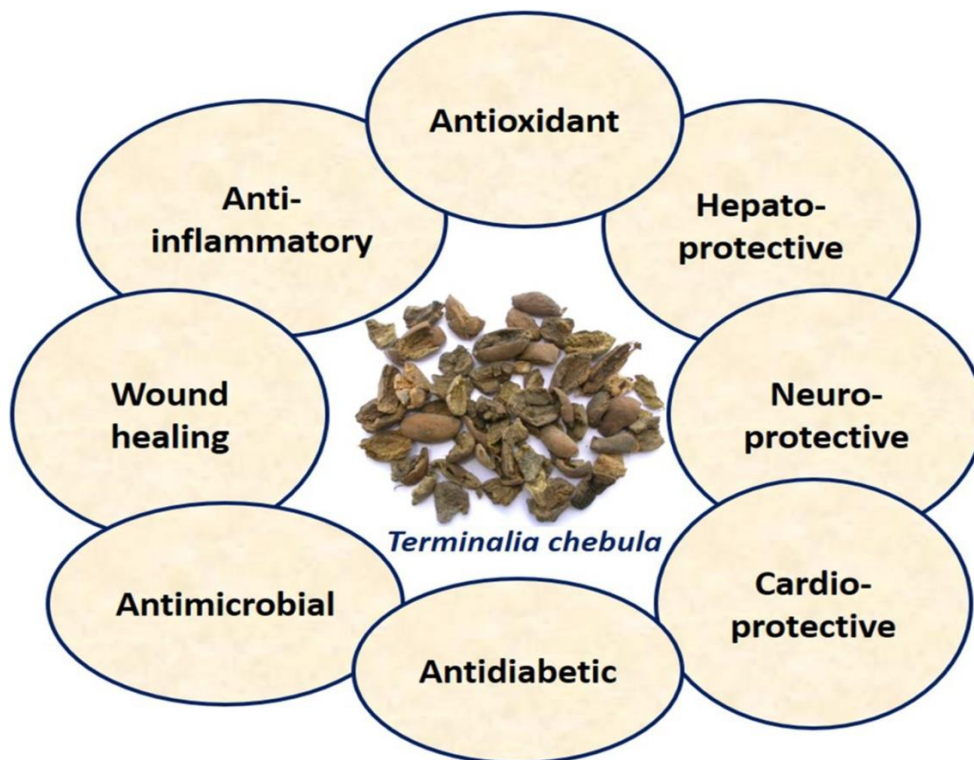 Antioxidant
Anti-
inflammatory
Hepato-
protective
Wound
healing
Neuro-
protective
Terminalia chebula
Antimicrobial
Cardio-
protective
Antidiabetic